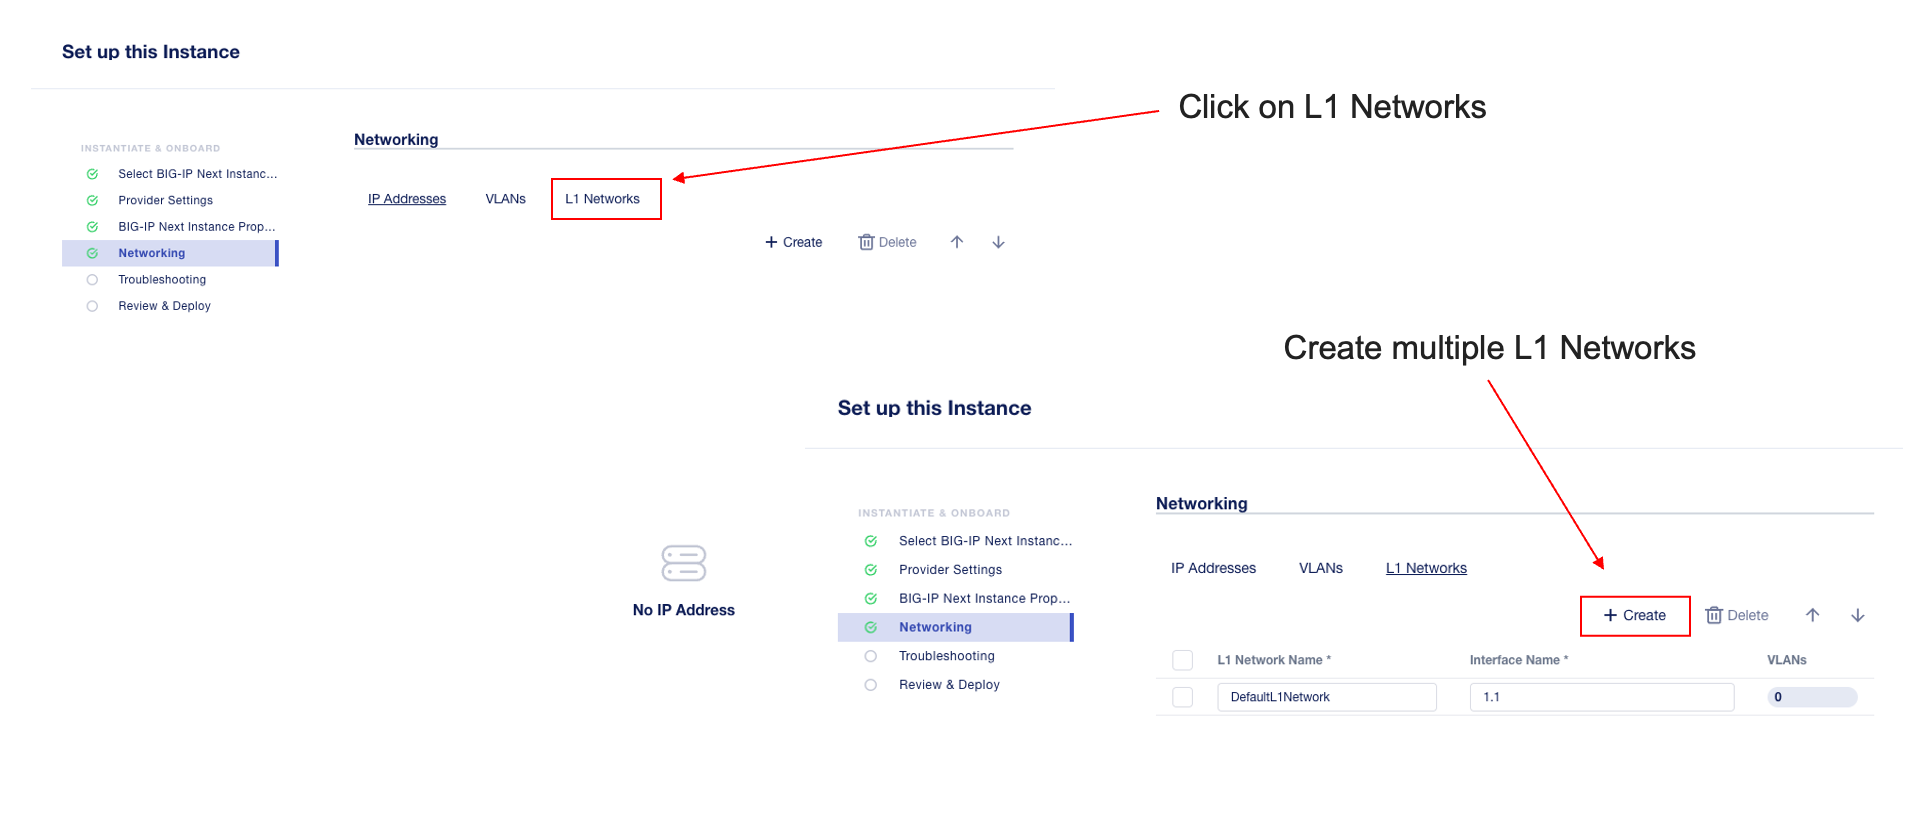 Set up this Instance
Click on L1 Networks
Networking
INSTANTIATE & ONBOARD
Select BIG-IP Next Instanc...
Provider Settings
BIG-IP Next Instance Prop...
Networking
Troubleshooting
Review & Deploy
IP Addresses VLANs L1 Networks
+ Create Delete
No IP Address
Create multiple L1 Networks
Set up this Instance
Networking
INSTANTIATE & ONBOARD
Select BIG-IP Next Instanc...
Provider Settings
BIG-IP Next Instance Prop...
Networking
Troubleshooting
Review & Deploy
IP Addresses VLANs L1 Networks
+ Create Delete
L1 Network Name * Interface Name * VLANs
DefaultL1Network 1.1 0